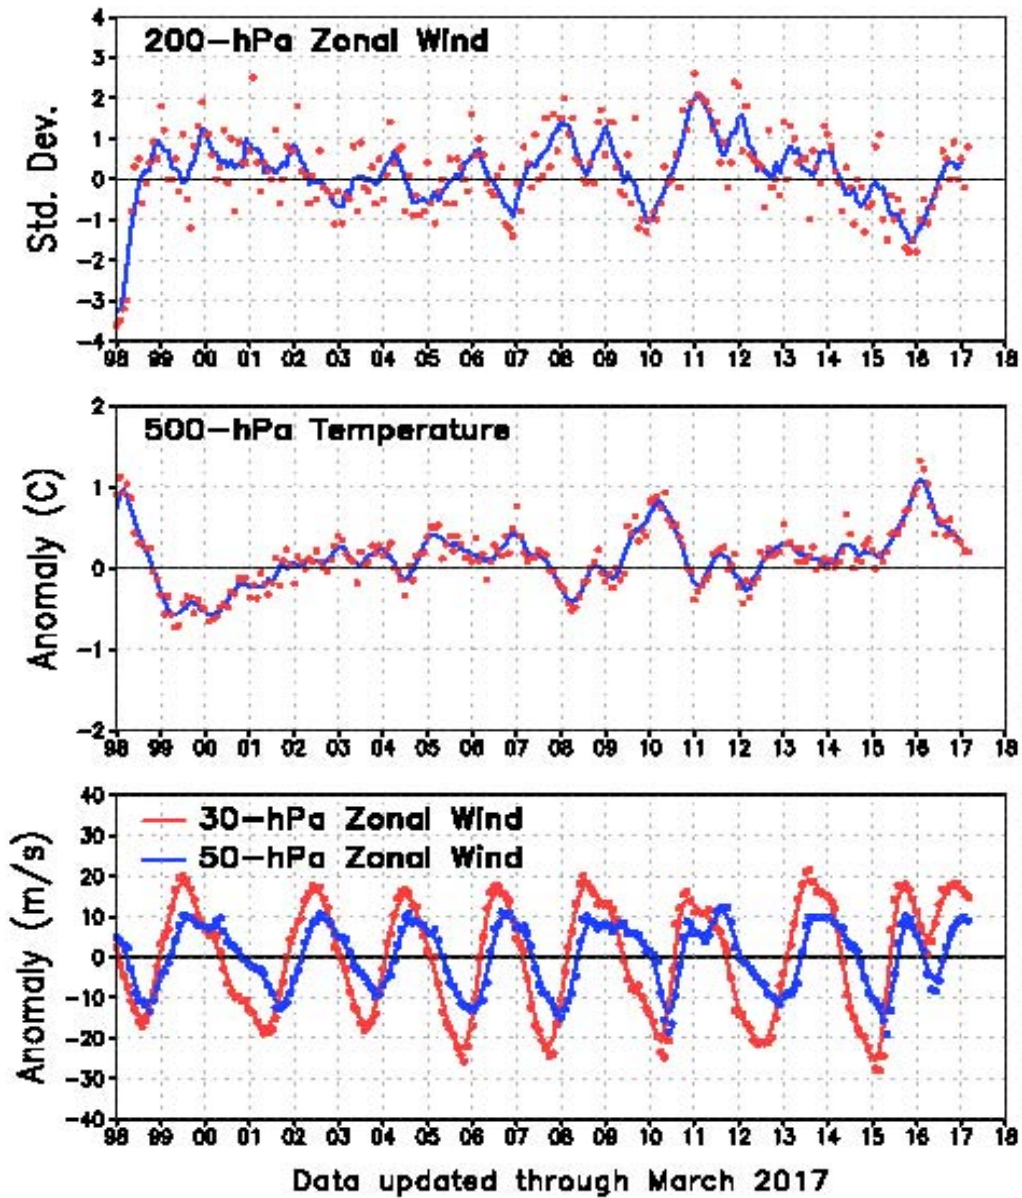 200-hPa Zonal Wind
Std. Dev.
4
3
2
1
0
-1
-2
-3
-4
98 99 00 01 02 03 04 05 06 07 08 09 10 11 12 13 14 15 16 17 18
500-hPa Temperature
Anomaly (C)
2
1
0
-1
-2
98 99 00 01 02 03 04 05 06 07 08 09 10 11 12 13 14 15 16 17 18
30-hPa Zonal Wind
50-hPa Zonal Wind
Anomaly (m/s)
40
30
20
10
0
-10
-20
-30
-40
98 99 00 01 02 03 04 05 06 07 08 09 10 11 12 13 14 15 16 17 18
Data updated through March 2017